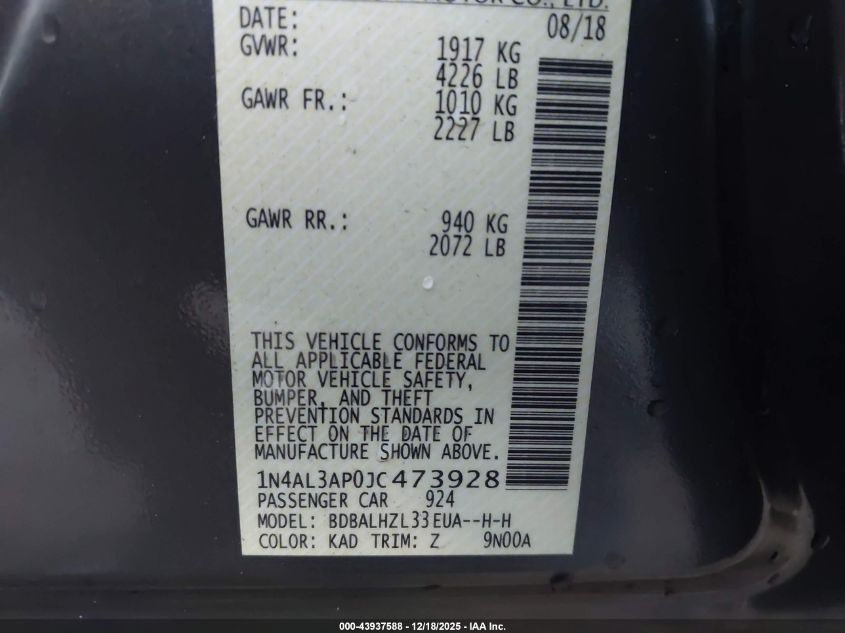 MOTOR CO., LTD.
DATE: 08/18
GVWR: 1917 KG
4226 LB
GAWR FR.: 1010 KG
2227 LB
GAWR RR.: 940 KG
2072 LB
THIS VEHICLE CONFORMS TO
ALL APPLICABLE FEDERAL
MOTOR VEHICLE SAFETY,
BUMPER, AND THEFT
PREVENTION STANDARDS IN
EFFECT ON THE DATE OF
MANUFACTURE SHOWN ABOVE.
1N4AL3AP0JC473928
PASSENGER CAR 924
MODEL: BDBALHZL33EUA--H-H
COLOR: KAD TRIM: Z 9N00A
000-43937588 - 12/18/2025 - IAA Inc.